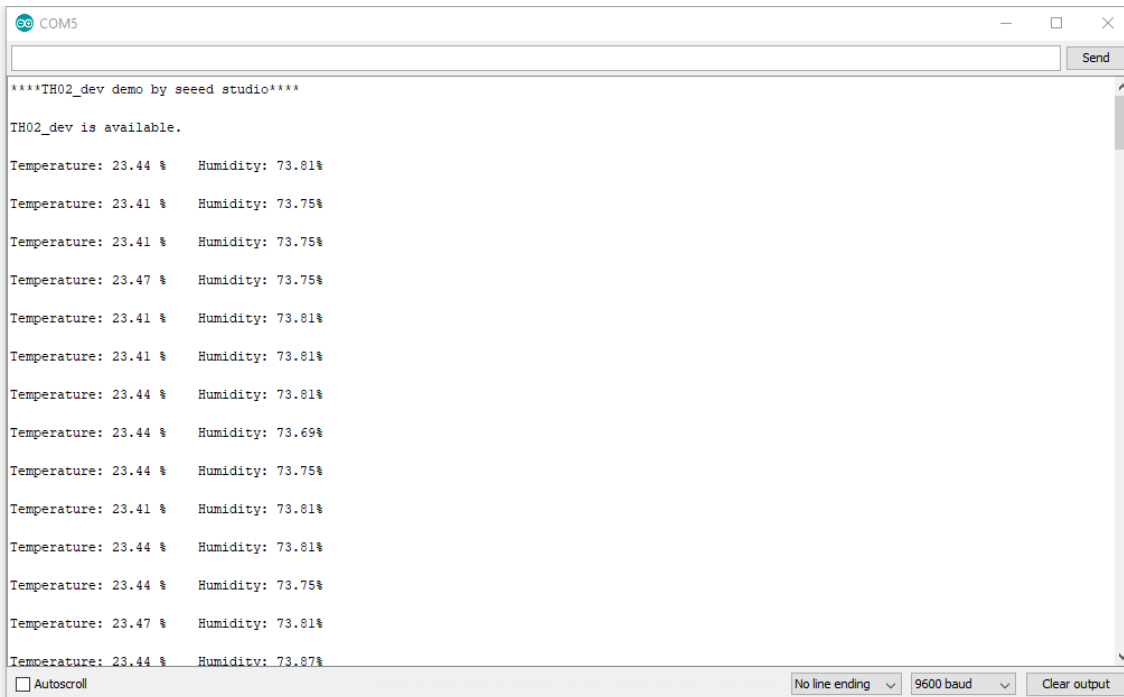 COM5
Send
****TH02_dev demo by seeed studio****
TH02_dev is available.
Temperature: 23.44 % Humidity: 73.81%
Temperature: 23.41 % Humidity: 73.75%
Temperature: 23.41 % Humidity: 73.75%
Temperature: 23.47 % Humidity: 73.75%
Temperature: 23.41 % Humidity: 73.81%
Temperature: 23.41 % Humidity: 73.81%
Temperature: 23.44 % Humidity: 73.81%
Temperature: 23.44 % Humidity: 73.69%
Temperature: 23.44 % Humidity: 73.75%
Temperature: 23.41 % Humidity: 73.81%
Temperature: 23.44 % Humidity: 73.81%
Temperature: 23.44 % Humidity: 73.75%
Temperature: 23.47 % Humidity: 73.81%
Temperature: 23.44 % Humidity: 73.87%
Autoscroll No line ending 9600 baud Clear output